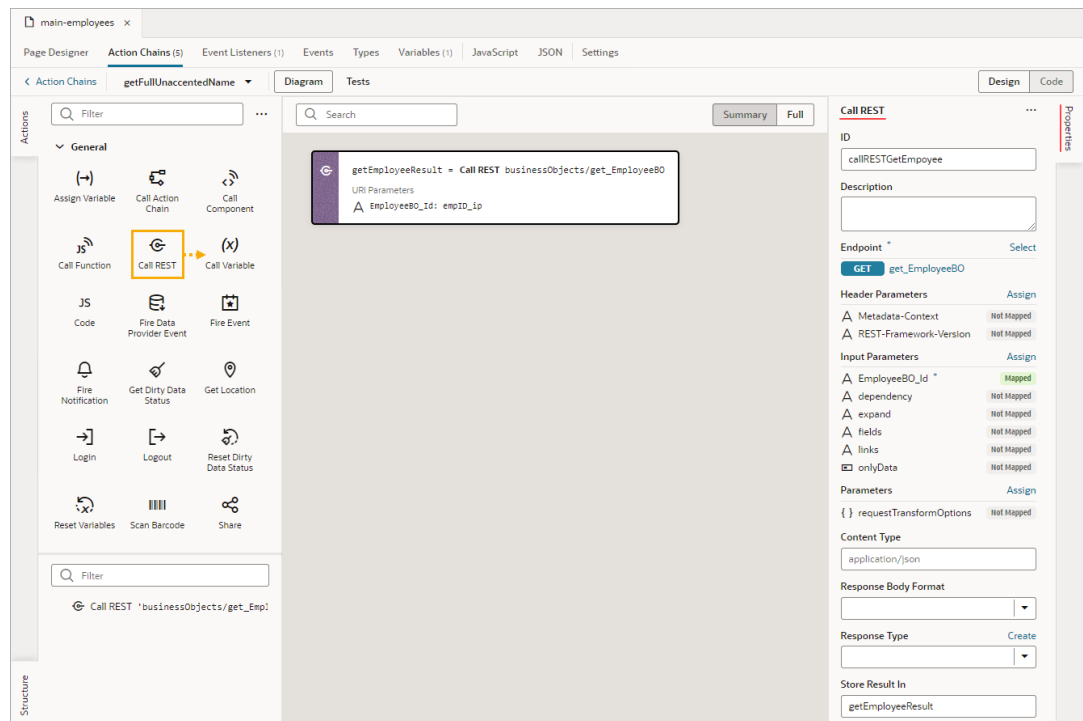 main-employees ×
Page Designer Action Chains (5) Event Listeners (1) Events Types Variables (1) JavaScript JSON Settings
< Action Chains getFullUnaccentedName Diagram Tests Design Code
Actions
Filter ...
General
Assign Variable
Call Action
Chain
Call
Component
Call Function
Call REST
Call Variable
Code
Fire Data
Provider Event
Fire Event
Fire
Notification
Get Dirty Data
Status
Get Location
Login
Logout
Reset Dirty
Data Status
Reset Variables
Scan Barcode
Share
Filter
Call REST 'businessObjects/get_Empl
Structure
Search
Summary Full
getEmployeeResult = Call REST businessObjects/get_EmployeeBO
URI Parameters
A EmployeeBO_Id: empID_ip
Properties
Call REST ...
ID
callRESTGetEmpoyee
Description
Endpoint * Select
GET get_EmployeeBO
Header Parameters Assign
A Metadata-Context Not Mapped
A REST-Framework-Version Not Mapped
Input Parameters Assign
A EmployeeBO_Id * Mapped
A dependency Not Mapped
A expand Not Mapped
A fields Not Mapped
A links Not Mapped
onlyData Not Mapped
Parameters Assign
{ } requestTransformOptions Not Mapped
Content Type
application/json
Response Body Format
Response Type Create
Store Result In
getEmployeeResult